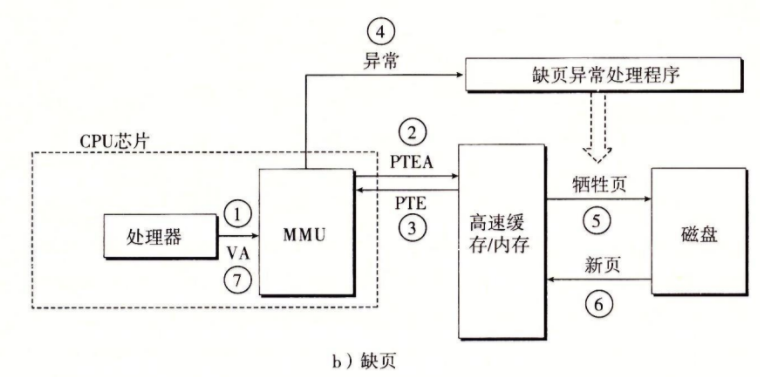 ④
异常
缺页异常处理程序
CPU芯片
②
PTEA
PTE
③
处理器
①
VA
⑦
MMU
高速缓
存/内存
牺牲页
⑤
新页
⑥
磁盘
b）缺页